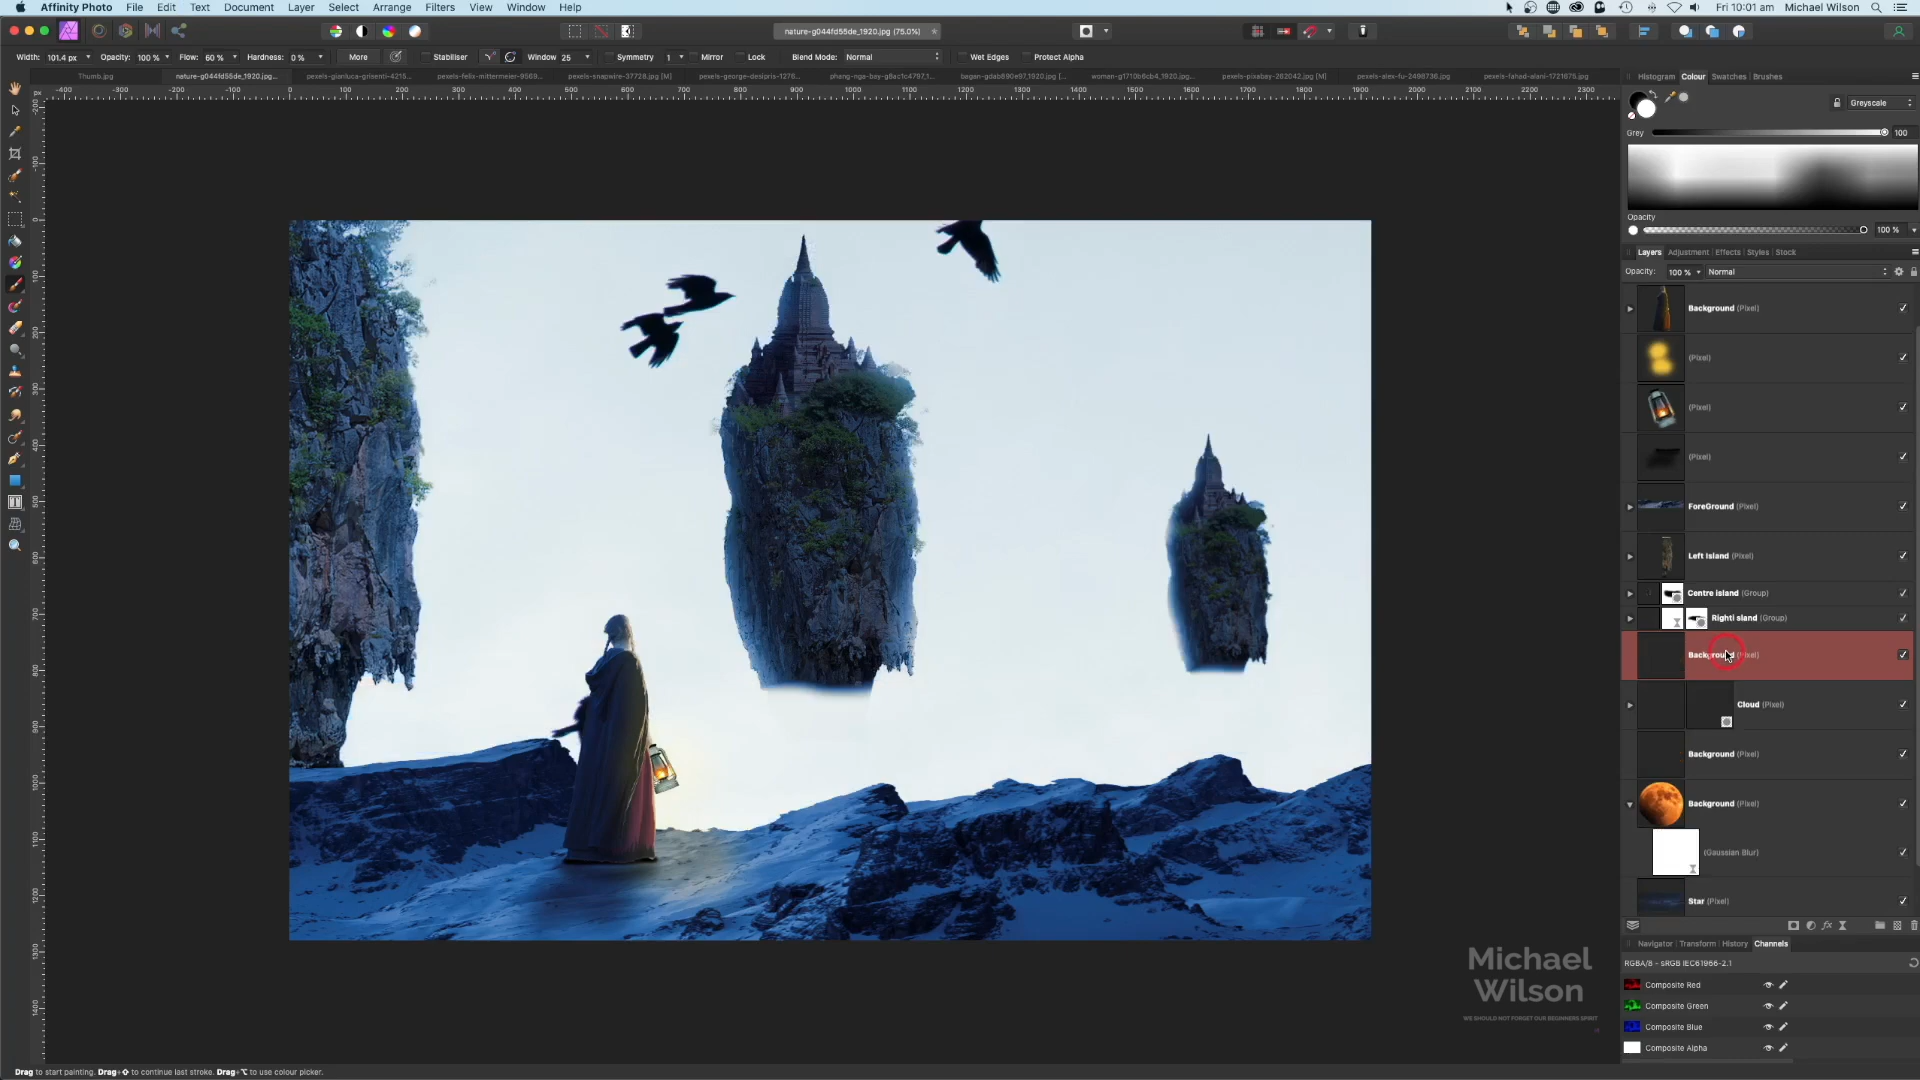 Affinity Photo File Edit Text Document Layer Select Arrange Filters View Window Help
Fri 10:01 am Michael Wilson
nature-g044fd55de_1920.jpg (75.0%)
Width: 101.4 px Opacity: 100 % Flow: 60 % Hardness: 0 % More Stabiliser Window 25 Symmetry 1 Mirror Lock Blend Mode: Normal Wet Edges Protect Alpha
Thumb.jpg nature-g044fd55de_1920.jpg... pexels-gianluca-grisenti-4215... pexels-felix-mittermeier-9569... pexels-snapwire-37728.jpg [M] pexels-george-desipris-1276... phang-nga-bay-g8ac1c4797_1... bagan-gdab990e97_1920.jpg [... woman-g1710b6cb4_1920.jpg... pexels-pixabay-262042.jpg [M] pexels-alex-fu-2498736.jpg pexels-fahad-alani-1721675.jpg
Histogram Colour Swatches Brushes
Greyscale
Grey 100
Opacity
100 %
Layers Adjustment Effects Styles Stock
Opacity: 100 % Normal
Background (Pixel)
(Pixel)
(Pixel)
(Pixel)
ForeGround (Pixel)
Left Island (Pixel)
Centre island (Group)
Righti sland (Group)
Background (Pixel)
Cloud (Pixel)
Background (Pixel)
Background (Pixel)
(Gaussian Blur)
Star (Pixel)
Navigator Transform History Channels
RGBA/8 - sRGB IEC61966-2.1
Composite Red
Composite Green
Composite Blue
Composite Alpha
Michael
Wilson
WE SHOULD NOT FORGET OUR BEGINNERS SPIRIT
Drag to start painting. Drag+⇧ to continue last stroke. Drag+⌥ to use colour picker.